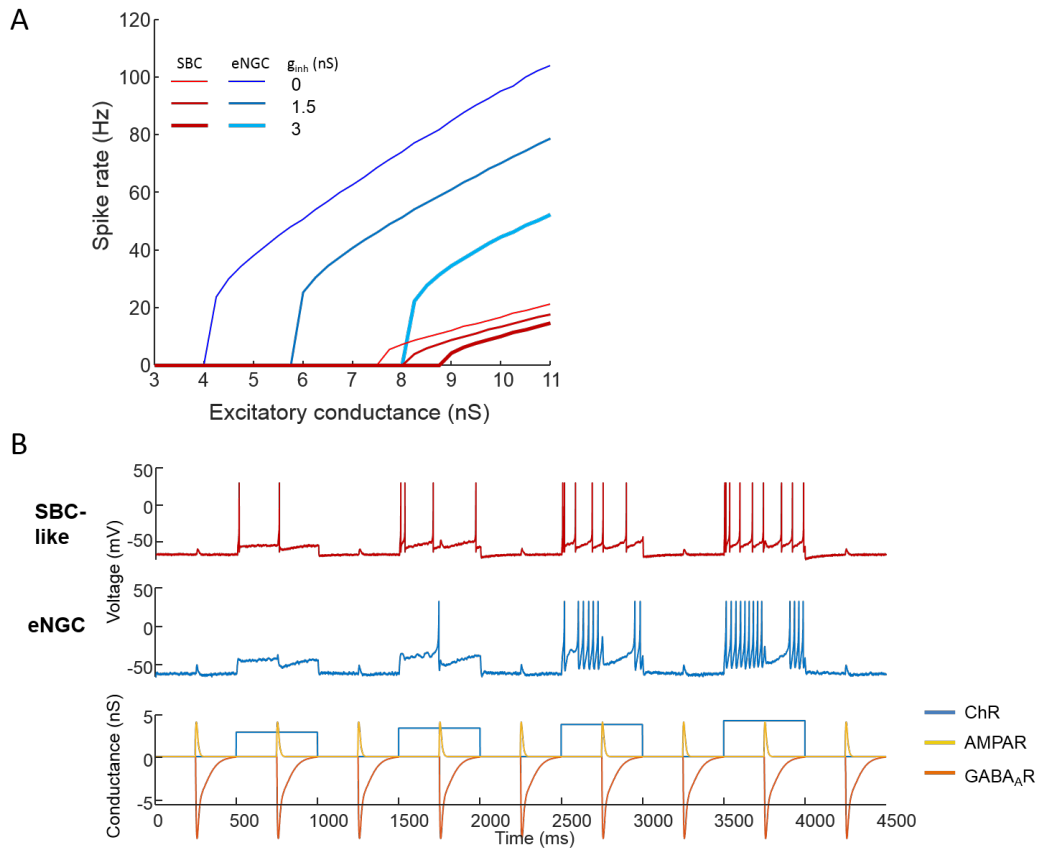 A
120
100
80
60
40
20
0
Spike rate (Hz)
SBC eNGC ginh (nS)
0
1.5
3
3 4 5 6 7 8 9 10 11
Excitatory conductance (nS)
B
SBC-
like
Voltage (mV)
50
0
-50
eNGC
50
0
-50
Conductance (nS)
5
0
-5
0 500 1000 1500 2000 2500 3000 3500 4000 4500
Time (ms)
ChR
AMPAR
GABAAR